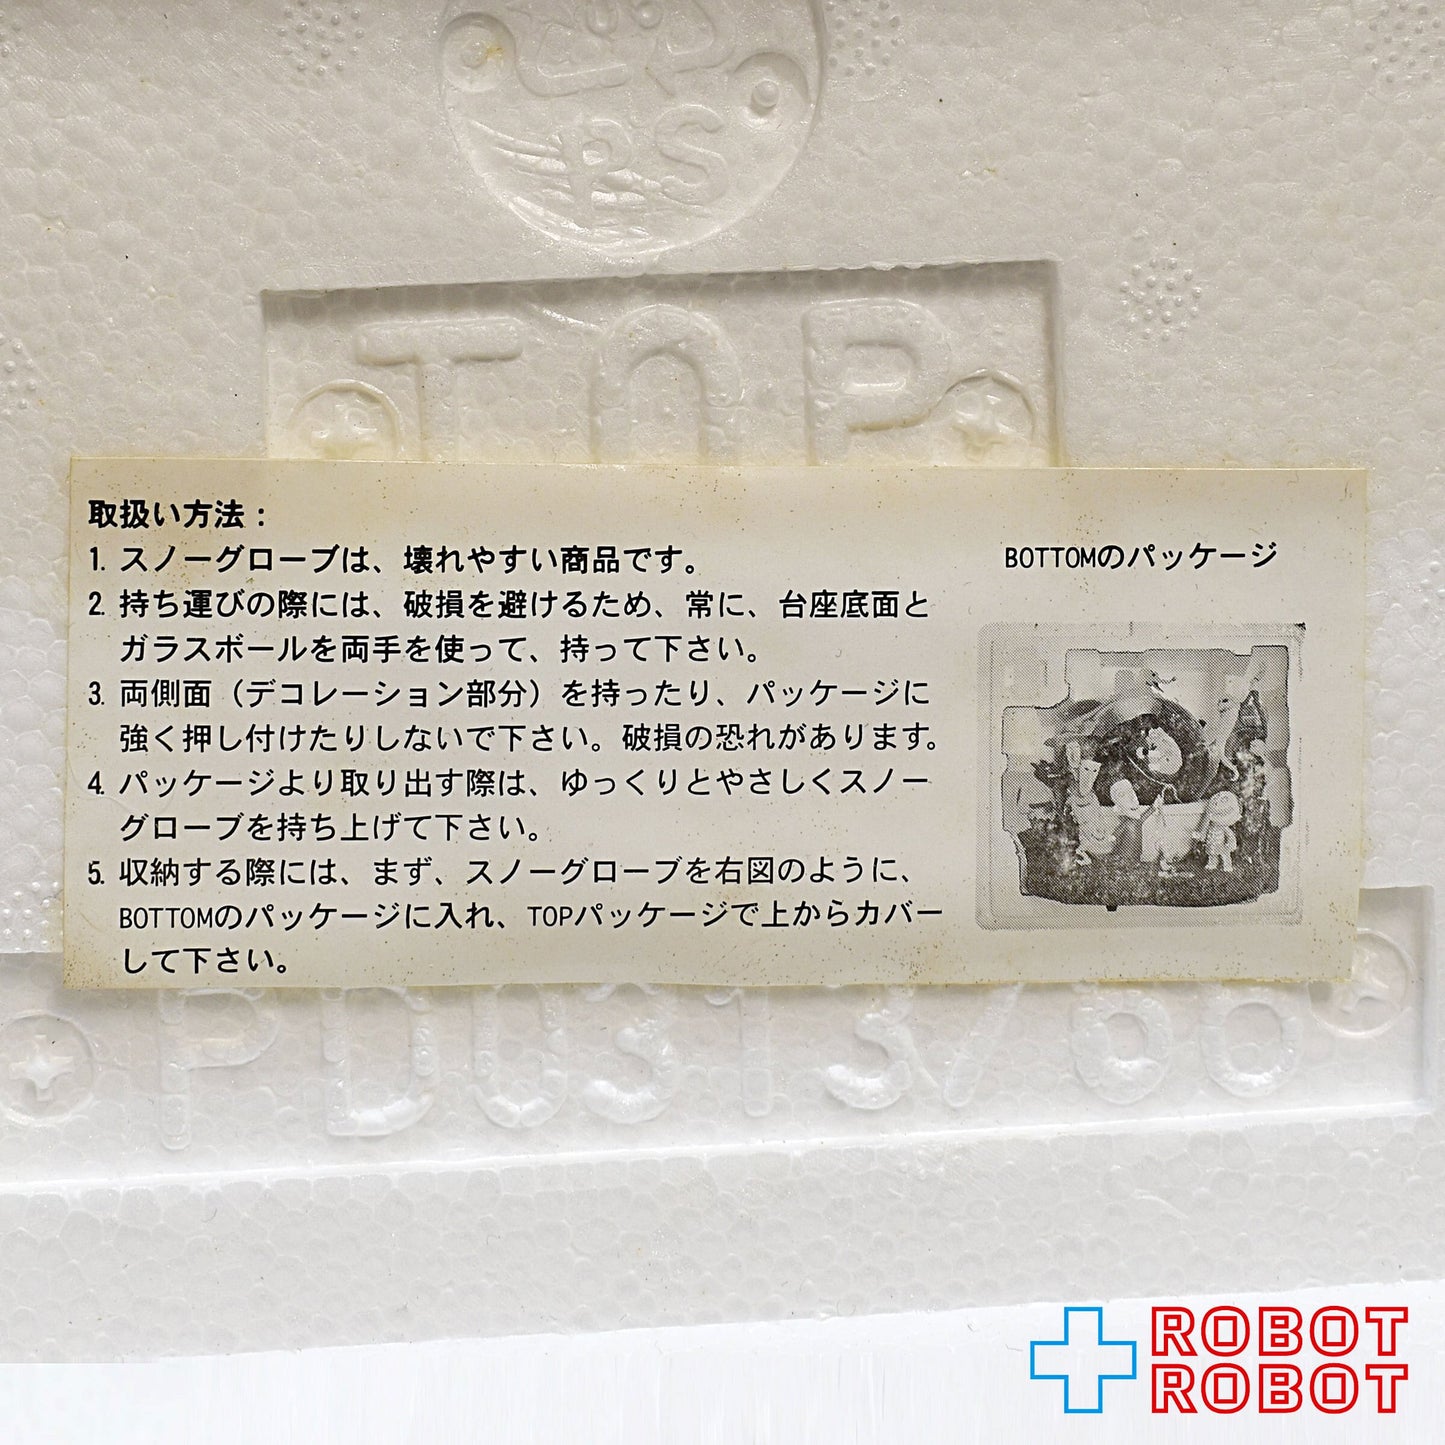 PS
TOP
取扱い方法：
1. スノーグローブは、壊れやすい商品です。
2. 持ち運びの際には、破損を避けるため、常に、台座底面と
ガラスボールを両手を使って、持って下さい。
3. 両側面（デコレーション部分）を持ったり、パッケージに
強く押し付けたりしないで下さい。破損の恐れがあります。
4. パッケージより取り出す際は、ゆっくりとやさしくスノー
グローブを持ち上げて下さい。
5. 収納する際には、まず、スノーグローブを右図のように、
BOTTOMのパッケージに入れ、TOPパッケージで上からカバー
して下さい。
BOTTOMのパッケージ
ROBOT
ROBOT